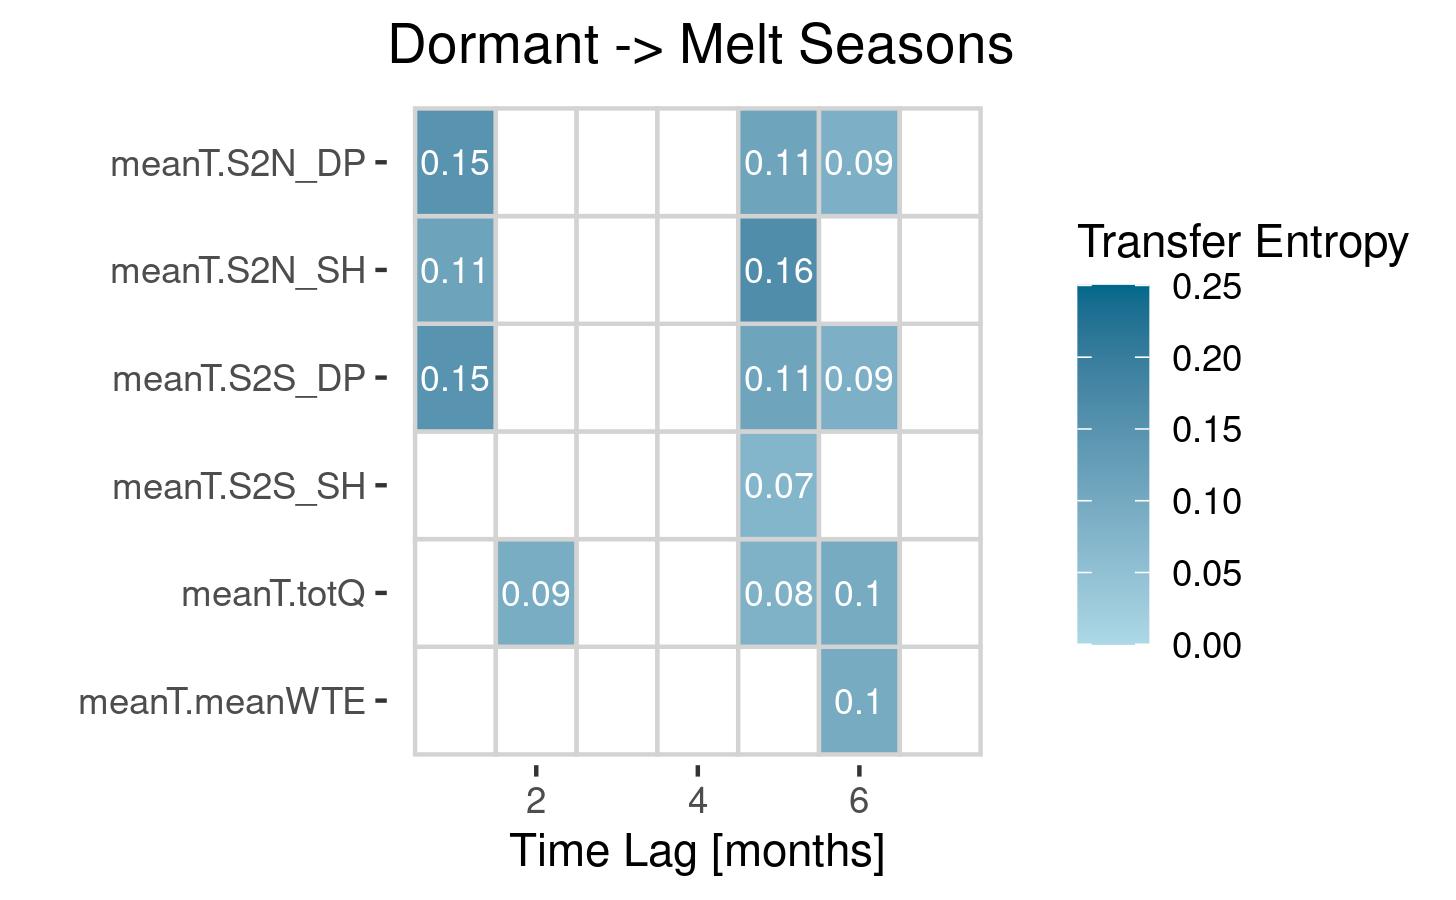 Dormant -> Melt Seasons
meanT.S2N_DP
0.15
0.11
0.09
meanT.S2N_SH
0.11
0.16
meanT.S2S_DP
0.15
0.11
0.09
meanT.S2S_SH
0.07
meanT.totQ
0.09
0.08
0.1
meanT.meanWTE
0.1
2
4
6
Time Lag [months]
Transfer Entropy
0.25
0.20
0.15
0.10
0.05
0.00